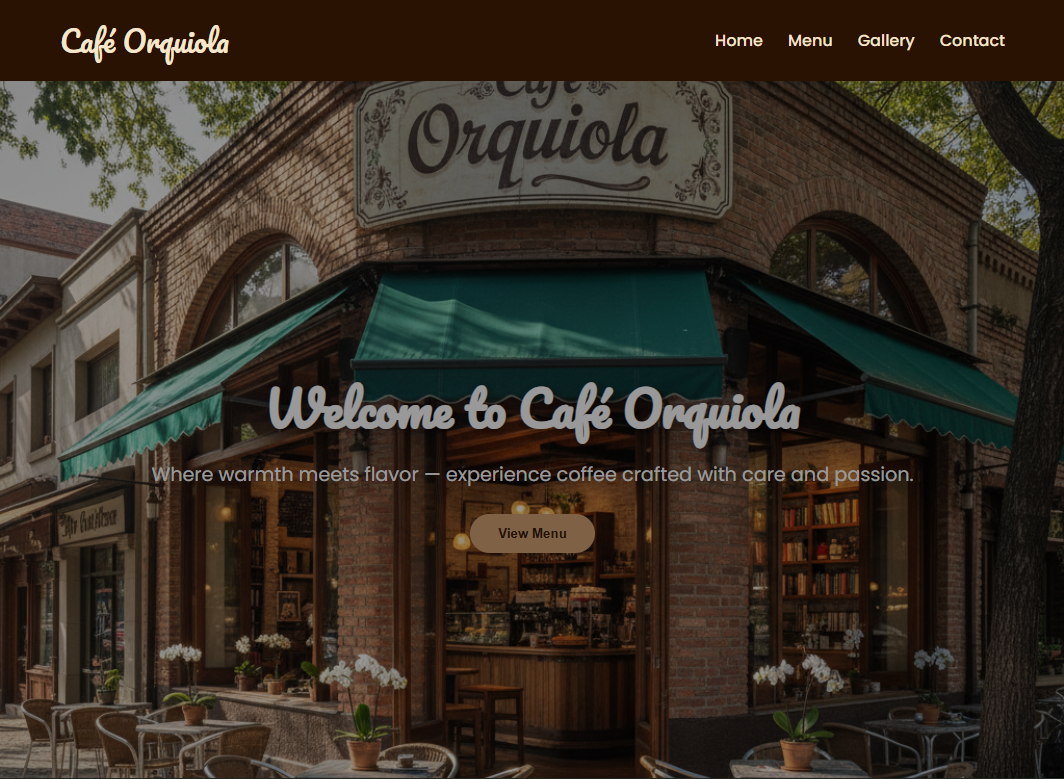 Café Orquiola
Home Menu Gallery Contact
Café
Orquiola
Welcome to Café Orquiola
Where warmth meets flavor — experience coffee crafted with care and passion.
View Menu